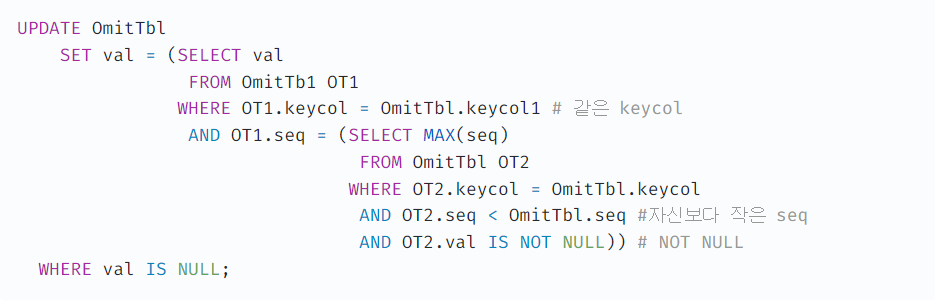 UPDATE OmitTbl
SET val = (SELECT val
FROM OmitTb1 OT1
WHERE OT1.keycol = OmitTbl.keycol1 # 같은 keycol
AND OT1.seq = (SELECT MAX(seq)
FROM OmitTbl OT2
WHERE OT2.keycol = OmitTbl.keycol
AND OT2.seq < OmitTbl.seq #자신보다 작은 seq
AND OT2.val IS NOT NULL)) # NOT NULL
WHERE val IS NULL;